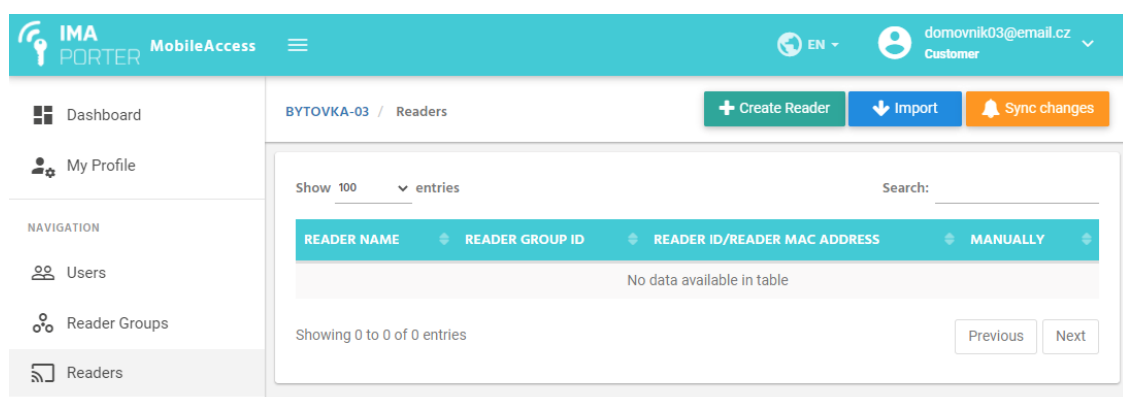 IMA
PORTER MobileAccess
EN
domovnik03@email.cz
Customer
Dashboard
My Profile
NAVIGATION
Users
Reader Groups
Readers
BYTOVKA-03 / Readers
Create Reader
Import
Sync changes
Show 100 entries
Search:
READER NAME READER GROUP ID READER ID/READER MAC ADDRESS MANUALLY
No data available in table
Showing 0 to 0 of 0 entries
Previous Next